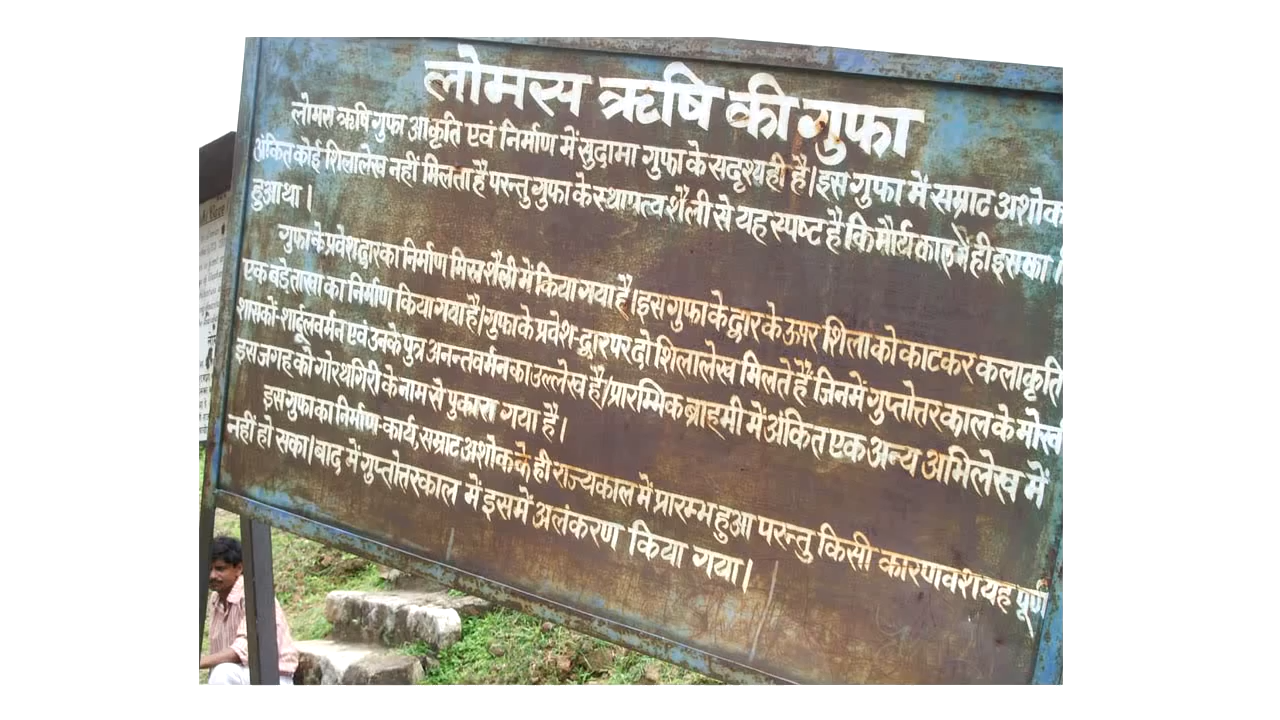 लोमस ऋषि की गुफा
लोमस ऋषि गुफा आकृति एवं निर्माण में सुदामा गुफा के सदृश्य ही है। इस गुफा में सम्राट अशोक
अंकित कोई शिलालेख नहीं मिलता है परन्तु गुफा के स्थापत्व शैली से यह स्पष्ट है कि मौर्य काल में ही इस का
हुआ था।
गुफा के प्रवेश द्वार का निर्माण मिस्र शैली में किया गया है। इस गुफा के द्वार के ऊपर शिला को काटकर कलाकृति
एक बड़े ताखा का निर्माण किया गया है। गुफा के प्रवेश-द्वार पर दो शिलालेख मिलते हैं जिनमें गुप्तोत्तर काल के मोख
शासकों-शार्दूलवर्मन एवं उनके पुत्र अनन्तवर्मन का उल्लेख है। प्रारम्भिक ब्राह्मी में अंकित एक अन्य अभिलेख में
इस जगह को गोरथगिरी के नाम से पुकारा गया है।
इस गुफा का निर्माण-कार्य, सम्राट अशोक के ही राज्यकाल में प्रारम्भ हुआ परन्तु किसी कारणवश यह पूर्ण
नहीं हो सका। बाद में गुप्तोत्तरकाल में इसमें अलंकरण किया गया।